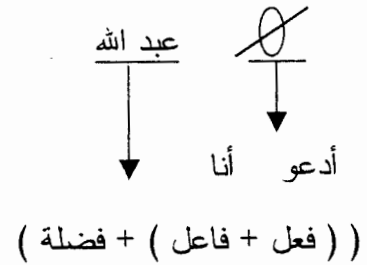 ∅ عبد الله
أدعو أنا
( ( فعل + فاعل ) + فضلة )